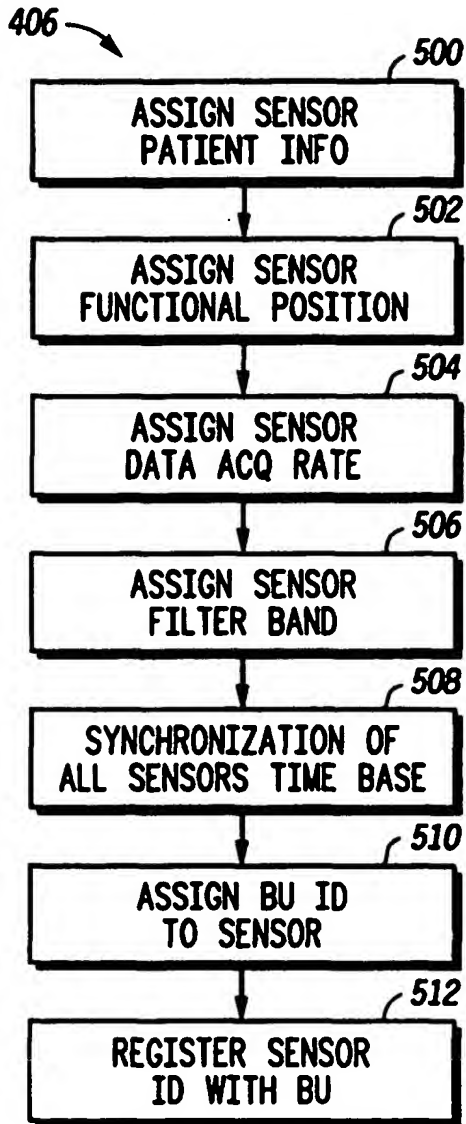 406
500
ASSIGN SENSOR
PATIENT INFO
502
ASSIGN SENSOR
FUNCTIONAL POSITION
504
ASSIGN SENSOR
DATA ACQ RATE
506
ASSIGN SENSOR
FILTER BAND
508
SYNCHRONIZATION OF
ALL SENSORS TIME BASE
510
ASSIGN BU ID
TO SENSOR
512
REGISTER SENSOR
ID WITH BU